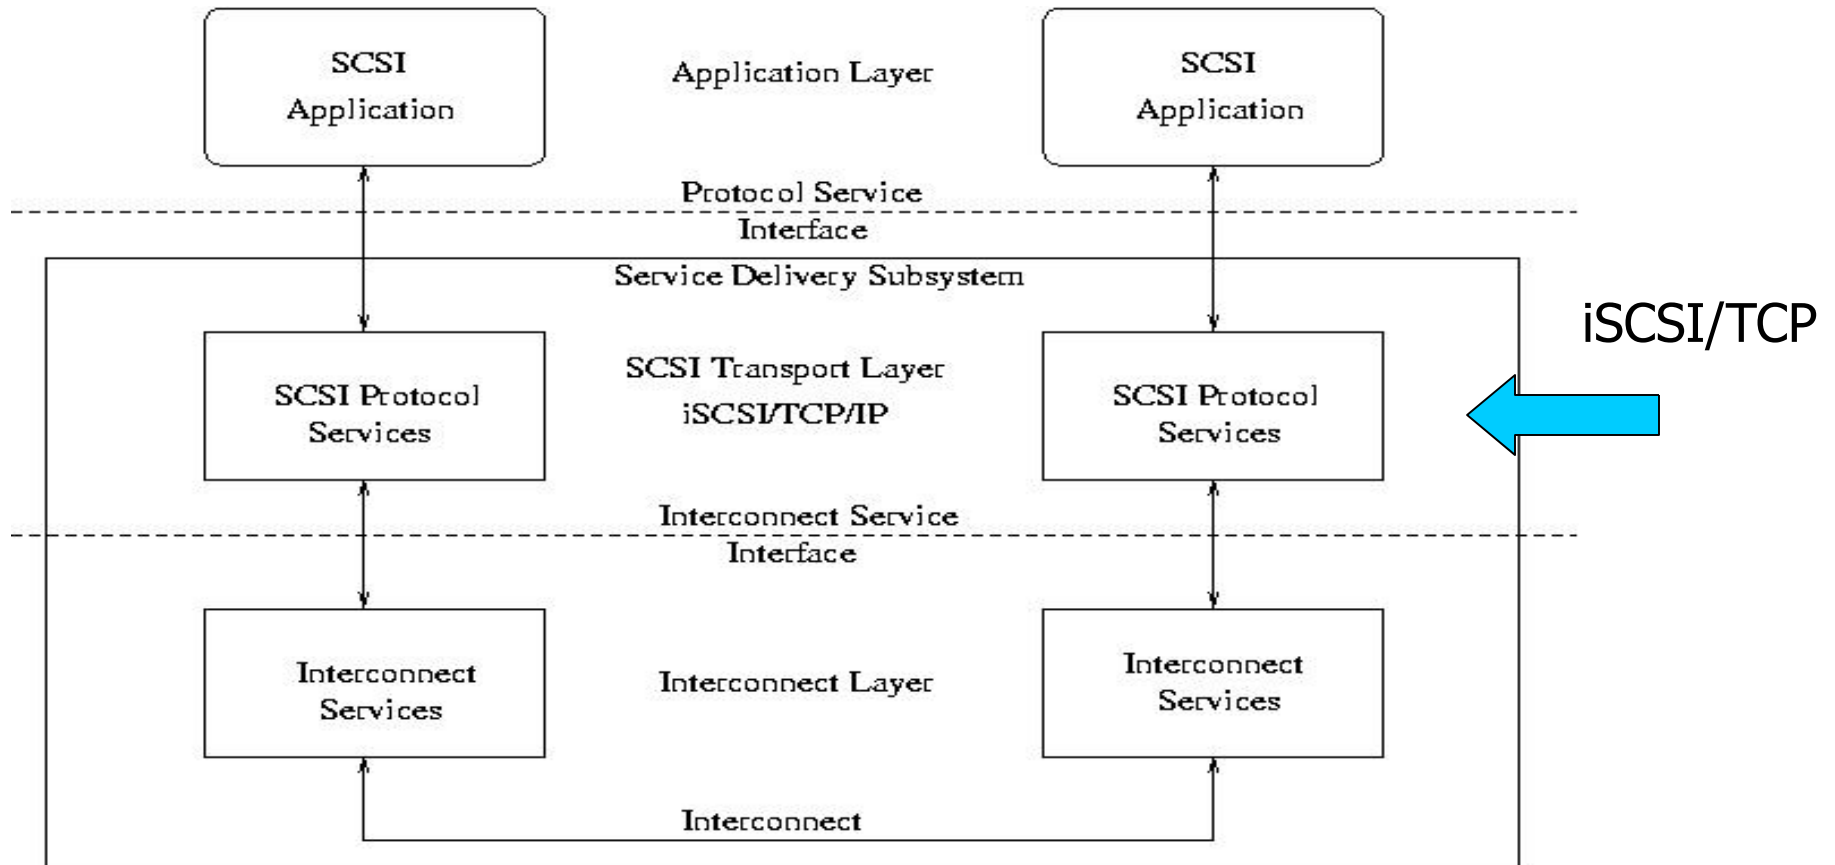 SCSI
Application
Application Layer
SCSI
Application
Protocol Service
Interface
Service Delivery Subsystem
iSCSI/TCP
SCSI Protocol
Services
SCSI Transport Layer
iSCSI/TCP/IP
SCSI Protocol
Services
Interconnect Service
Interface
Interconnect
Services
Interconnect Layer
Interconnect
Services
Interconnect